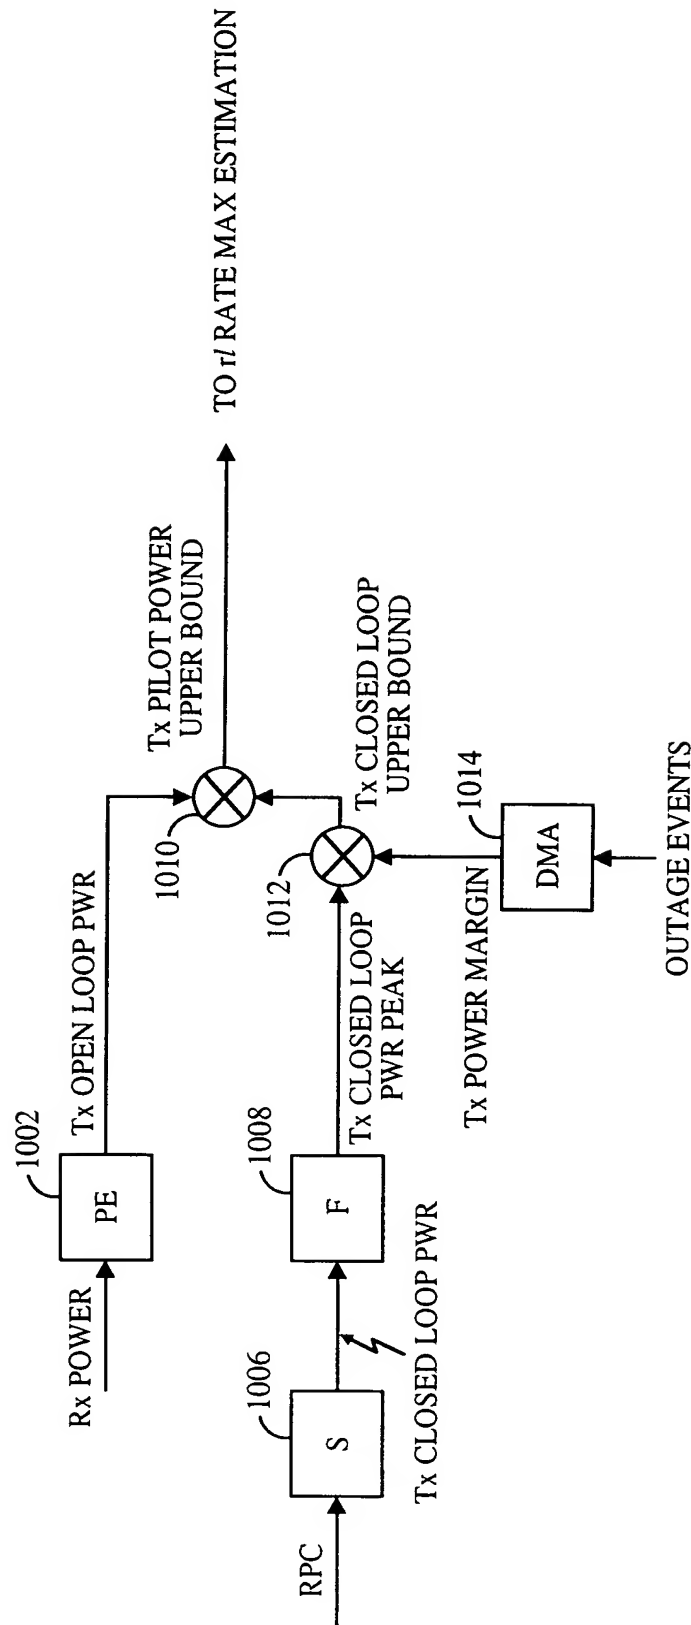 1002
Rx POWER
PE
Tx OPEN LOOP PWR
1010
Tx PILOT POWER
UPPER BOUND
TO rl RATE MAX ESTIMATION
RPC
1006
S
Tx CLOSED LOOP PWR
1008
F
Tx CLOSED LOOP
PWR PEAK
1012
Tx CLOSED LOOP
UPPER BOUND
Tx POWER MARGIN
1014
DMA
OUTAGE EVENTS